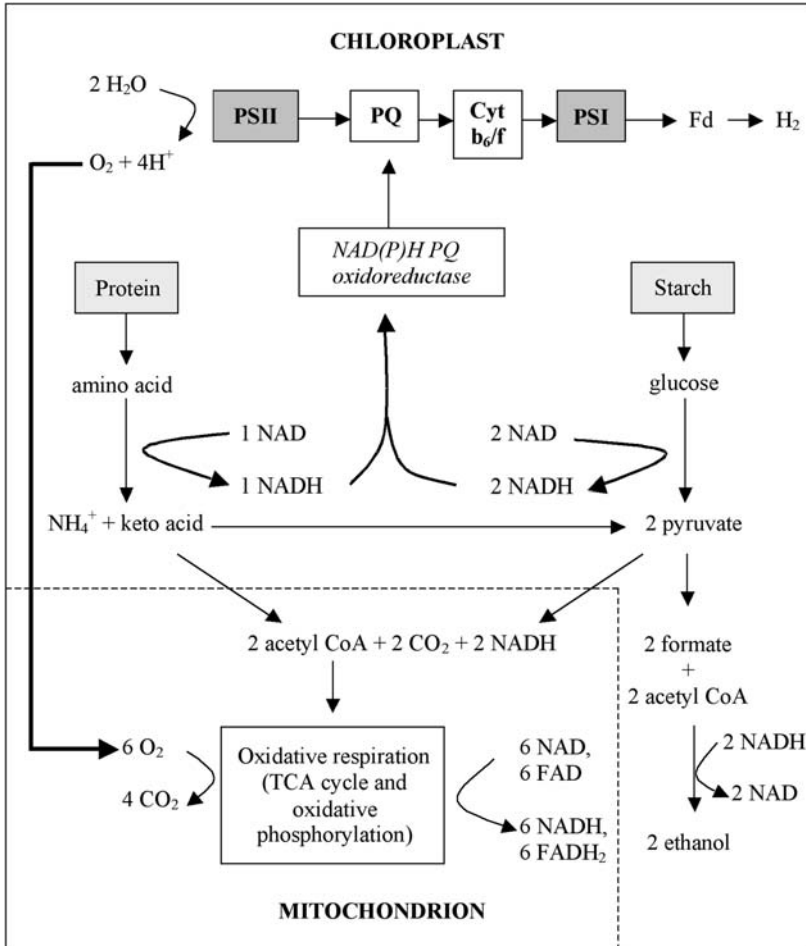 CHLOROPLAST
2 H₂O
PSII
PQ
Cyt
b₆/f
PSI
Fd
H₂
O₂ + 4H⁺
NAD(P)H PQ
oxidoreductase
Protein
Starch
amino acid
glucose
1 NAD
2 NAD
1 NADH
2 NADH
NH₄⁺ + keto acid
2 pyruvate
2 acetyl CoA + 2 CO₂ + 2 NADH
2 formate
+
2 acetyl CoA
6 O₂
4 CO₂
Oxidative respiration
(TCA cycle and
oxidative
phosphorylation)
6 NAD,
6 FAD
6 NADH,
6 FADH₂
2 NADH
2 NAD
2 ethanol
MITOCHONDRION